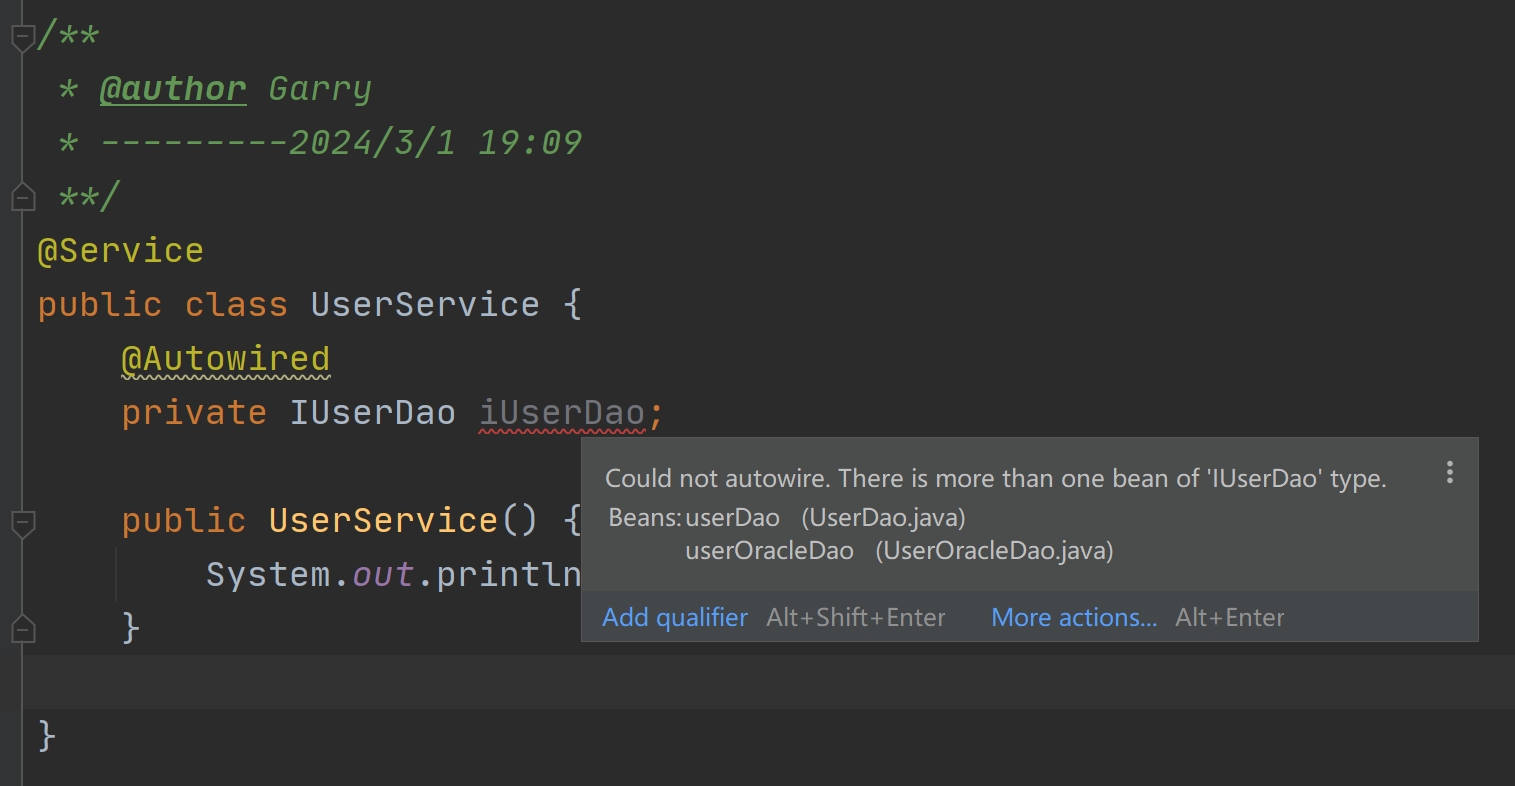 /**
* @author Garry
* ---------2024/3/1 19:09
**/
@Service
public class UserService {
@Autowired
private IUserDao iUserDao;
Could not autowire. There is more than one bean of 'IUserDao' type.
Beans: userDao (UserDao.java)
userOracleDao (UserOracleDao.java)
Add qualifier Alt+Shift+Enter More actions... Alt+Enter
public UserService() {
System.out.println
}
}